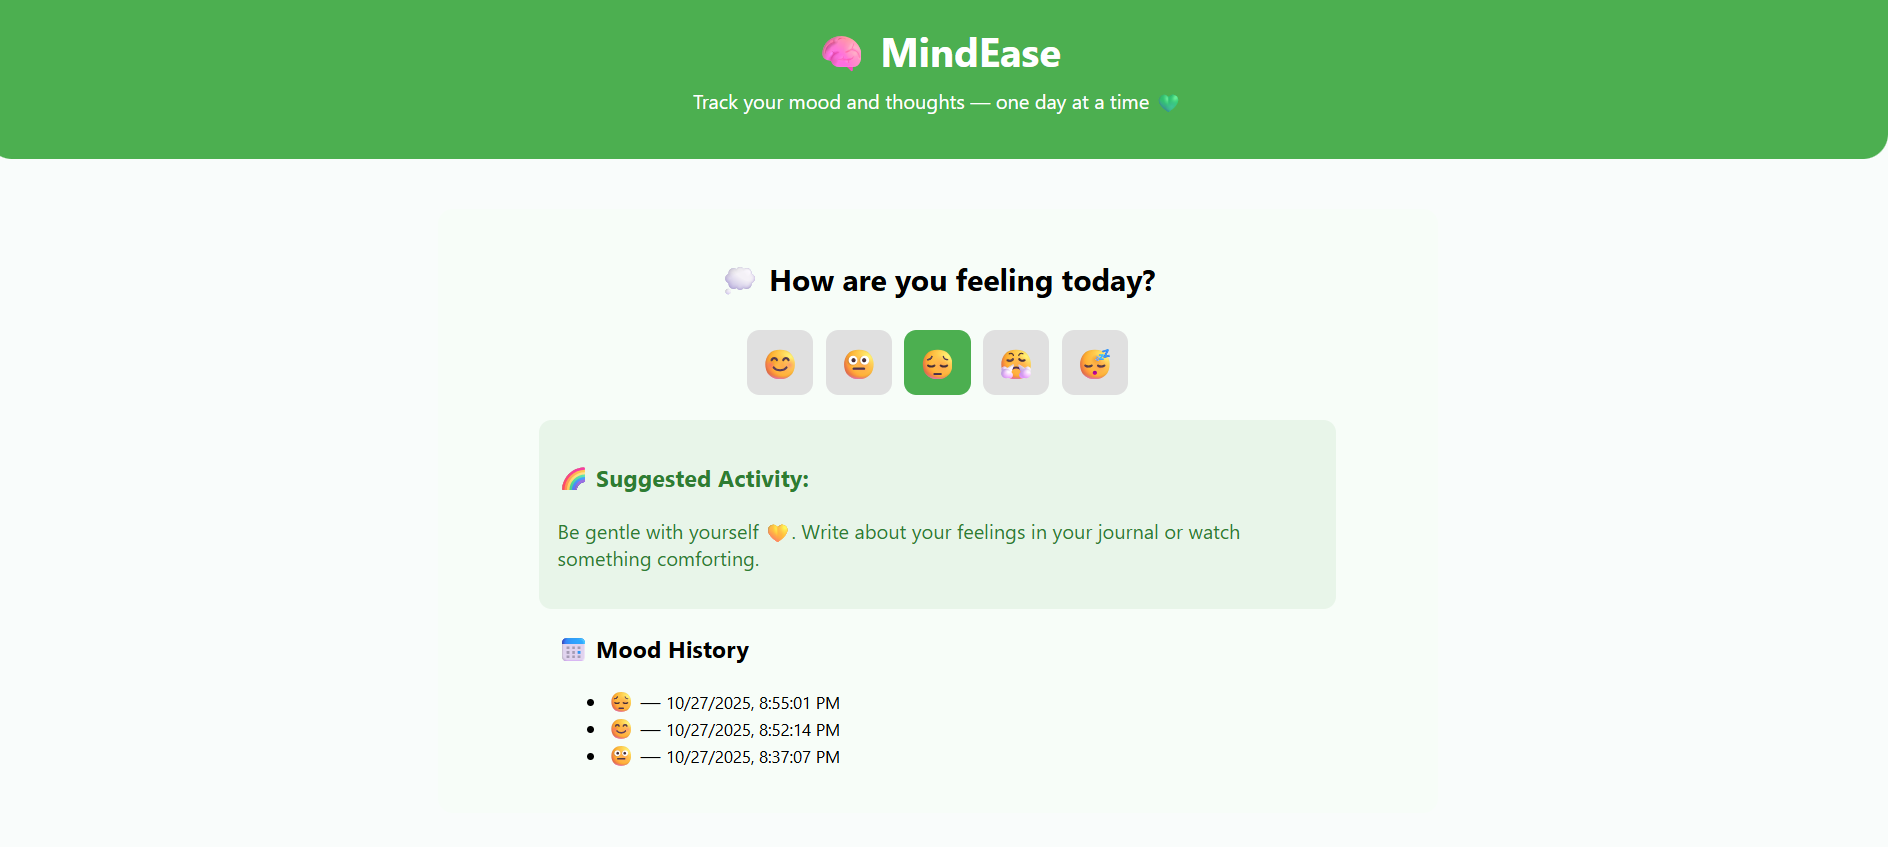 🧠 MindEase
Track your mood and thoughts — one day at a time 💚
💭 How are you feeling today?
😊 😐 😔 😤 😴
🌈 Suggested Activity:
Be gentle with yourself 💛. Write about your feelings in your journal or watch
something comforting.
📅 Mood History
• 😔 — 10/27/2025, 8:55:01 PM
• 😊 — 10/27/2025, 8:52:14 PM
• 😐 — 10/27/2025, 8:37:07 PM